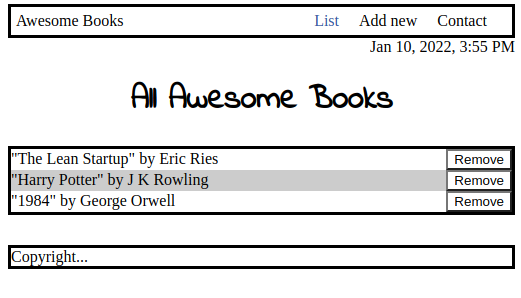 Awesome Books List Add new Contact
Jan 10, 2022, 3:55 PM
All Awesome Books
"The Lean Startup" by Eric Ries Remove
"Harry Potter" by J K Rowling Remove
"1984" by George Orwell Remove
Copyright...